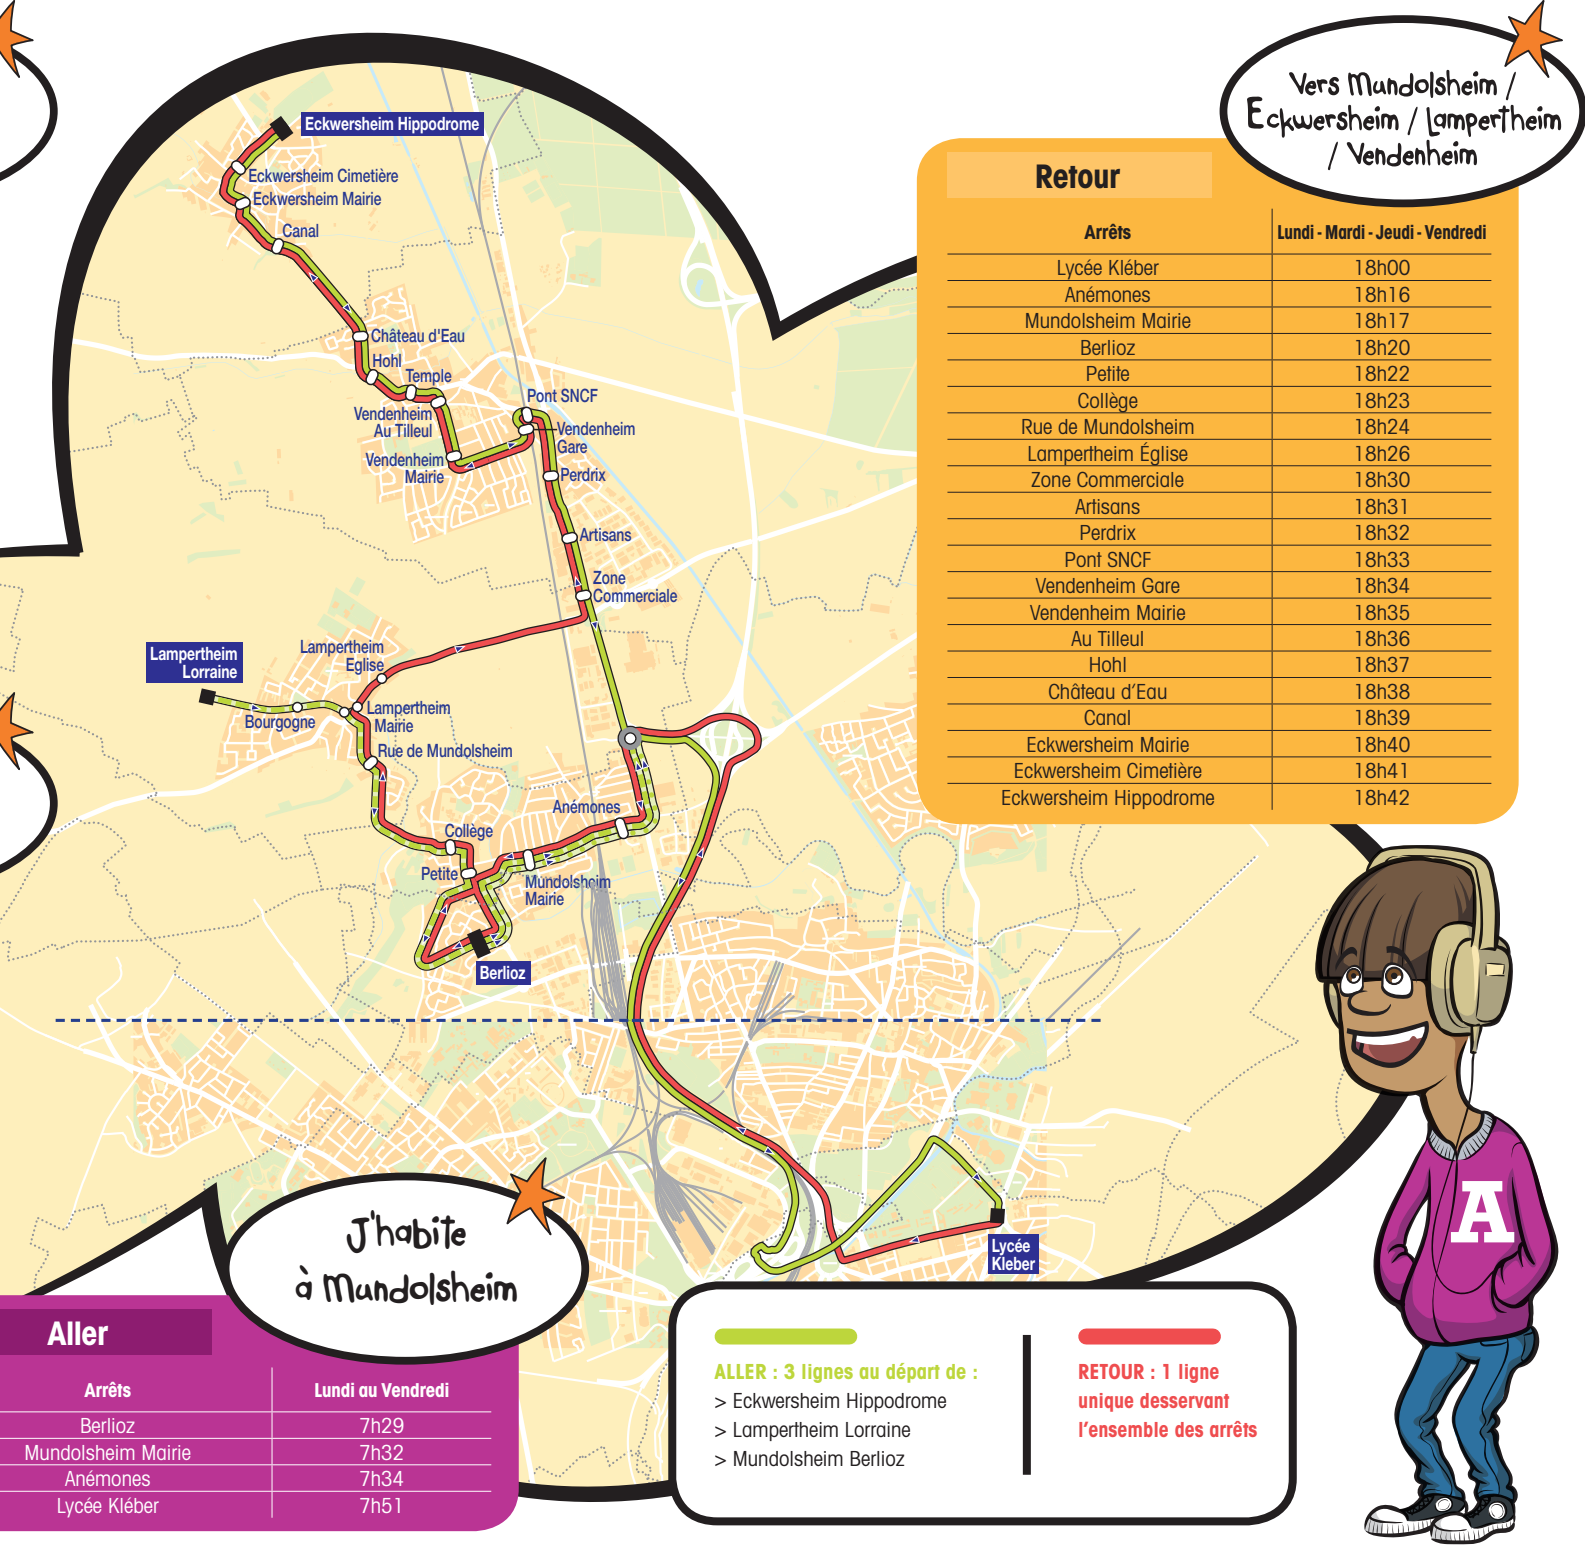 Vers Mundolsheim /
Eckwersheim / Lampertheim
/ Vendenheim
Retour
Arrêts Lundi - Mardi - Jeudi - Vendredi
Lycée Kléber 18h00
Anémones 18h16
Mundolsheim Mairie 18h17
Berlioz 18h20
Petite 18h22
Collège 18h23
Rue de Mundolsheim 18h24
Lampertheim Église 18h26
Zone Commerciale 18h30
Artisans 18h31
Perdrix 18h32
Pont SNCF 18h33
Vendenheim Gare 18h34
Vendenheim Mairie 18h35
Au Tilleul 18h36
Hohl 18h37
Château d'Eau 18h38
Canal 18h39
Eckwersheim Mairie 18h40
Eckwersheim Cimetière 18h41
Eckwersheim Hippodrome 18h42
Eckwersheim Hippodrome
Eckwersheim Cimetière
Eckwersheim Mairie
Canal
Château d'Eau
Hohl
Temple
Vendenheim
Au Tilleul
Vendenheim
Mairie
Pont SNCF
Vendenheim
Gare
Perdrix
Artisans
Zone
Commerciale
Lampertheim
Eglise
Lampertheim
Lorraine
Bourgogne
Lampertheim
Mairie
Rue de Mundolsheim
Anémones
Collège
Petite
Mundolsheim
Mairie
Berlioz
Lycée
Kleber
A
J'habite
à Mundolsheim
Aller
Arrêts Lundi au Vendredi
Berlioz 7h29
Mundolsheim Mairie 7h32
Anémones 7h34
Lycée Kléber 7h51
ALLER : 3 lignes au départ de :
> Eckwersheim Hippodrome
> Lampertheim Lorraine
> Mundolsheim Berlioz
RETOUR : 1 ligne
unique desservant
l'ensemble des arrêts